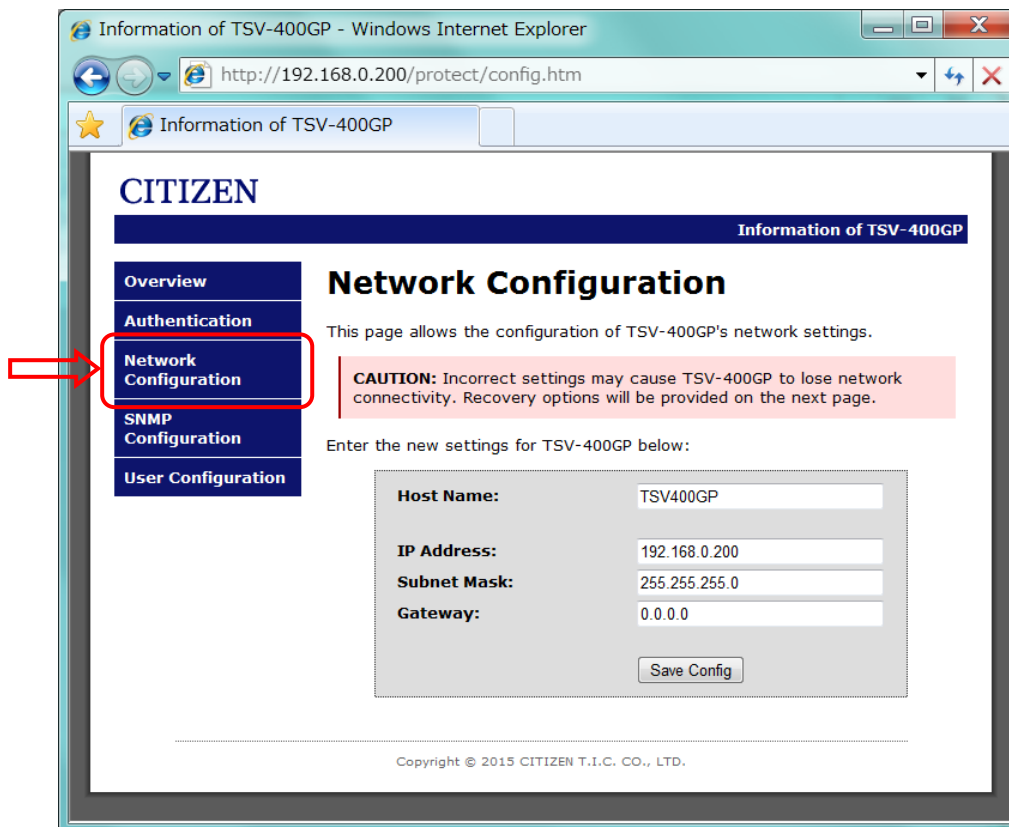 Information of TSV-400GP - Windows Internet Explorer
http://192.168.0.200/protect/config.htm
Information of TSV-400GP
CITIZEN
Information of TSV-400GP
Overview
Authentication
Network
Configuration
SNMP
Configuration
User Configuration
Network Configuration
This page allows the configuration of TSV-400GP's network settings.
CAUTION: Incorrect settings may cause TSV-400GP to lose network
connectivity. Recovery options will be provided on the next page.
Enter the new settings for TSV-400GP below:
Host Name: TSV400GP
IP Address: 192.168.0.200
Subnet Mask: 255.255.255.0
Gateway: 0.0.0.0
Save Config
Copyright © 2015 CITIZEN T.I.C. CO., LTD.